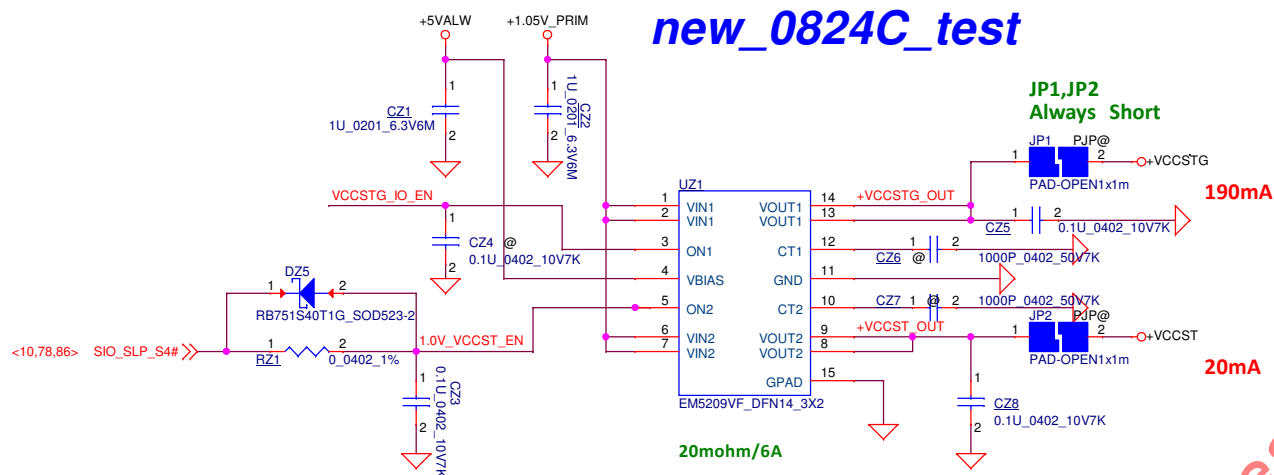 new_0824C_test
+5VALW
+1.05V_PRIM
1
CZ1
1U_0201_6.3V6M
2
1
CZ2
1U_0201_6.3V6M
2
JP1,JP2
Always Short
JP1 PJP@
1 2 +VCCSTG
PAD-OPEN1x1m
190mA
VCCSTG_IO_EN
1
CZ4 @
0.1U_0402_10V7K
2
UZ1
1 VIN1
2 VIN1
3 ON1
4 VBIAS
5 ON2
6 VIN2
7 VIN2
VOUT1 14 +VCCSTG_OUT
VOUT1 13
CT1 12
GND 11
CT2 10
VOUT2 9 +VCCST_OUT
VOUT2 8
GPAD 15
EM5209VF_DFN14_3X2
20mohm/6A
1 2
CZ5 0.1U_0402_10V7K
1 2
CZ6 @ 1000P_0402_50V7K
CZ7 1 @ 2 1000P_0402_50V7K
JP2 PJP@
1 2 +VCCST
PAD-OPEN1x1m
20mA
1
CZ8
2 0.1U_0402_10V7K
DZ5
1 2
RB751S40T1G_SOD523-2
<10,78,86> SIO_SLP_S4#
1 2
RZ1 0_0402_1%
1.0V_VCCST_EN
1
CZ3
0.1U_0402_10V7K
2